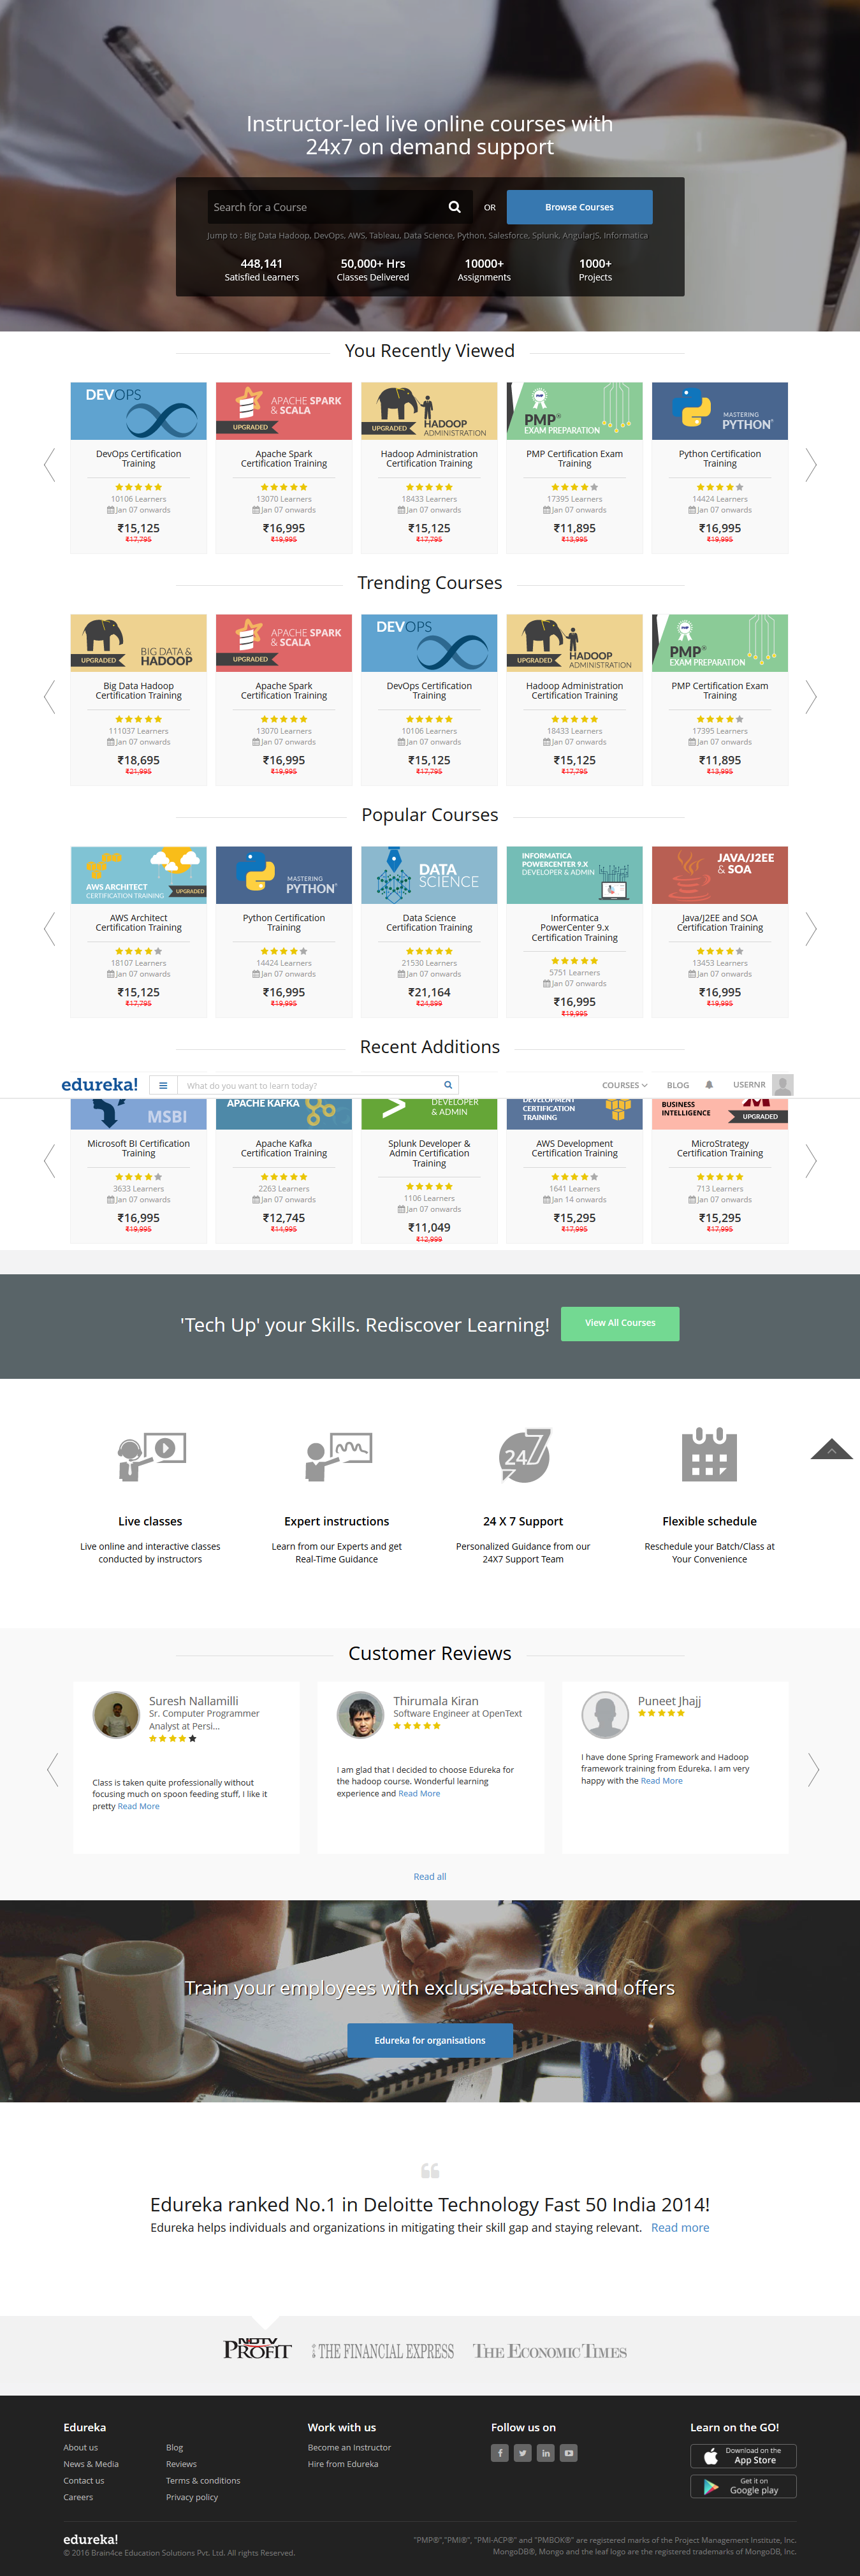 Instructor-led live online courses with
24x7 on demand support
Search for a Course
OR
Browse Courses
Jump to : Big Data Hadoop, DevOps, AWS, Tableau, Data Science, Python, Salesforce, Splunk, AngularJS, Informatica
448,141 50,000+ Hrs 10000+ 1000+
Satisfied Learners Classes Delivered Assignments Projects
You Recently Viewed
DEVOPS
DevOps Certification
Training
10106 Learners
Jan 07 onwards
₹15,125
₹17,795
APACHE SPARK
& SCALA
UPGRADED
Apache Spark
Certification Training
13070 Learners
Jan 07 onwards
₹16,995
₹19,995
HADOOP
ADMINISTRATION
UPGRADED
Hadoop Administration
Certification Training
18433 Learners
Jan 07 onwards
₹15,125
₹17,795
PMP®
EXAM PREPARATION
PMP Certification Exam
Training
17395 Learners
Jan 07 onwards
₹11,895
₹13,995
MASTERING
PYTHON®
Python Certification
Training
14424 Learners
Jan 07 onwards
₹16,995
₹19,995
Trending Courses
BIG DATA &
HADOOP
UPGRADED
Big Data Hadoop
Certification Training
111037 Learners
Jan 07 onwards
₹18,695
₹21,995
APACHE SPARK
& SCALA
UPGRADED
Apache Spark
Certification Training
13070 Learners
Jan 07 onwards
₹16,995
₹19,995
DEVOPS
DevOps Certification
Training
10106 Learners
Jan 07 onwards
₹15,125
₹17,795
HADOOP
ADMINISTRATION
UPGRADED
Hadoop Administration
Certification Training
18433 Learners
Jan 07 onwards
₹15,125
₹17,795
PMP®
EXAM PREPARATION
PMP Certification Exam
Training
17395 Learners
Jan 07 onwards
₹11,895
₹13,995
Popular Courses
AWS ARCHITECT
CERTIFICATION TRAINING
UPGRADED
AWS Architect
Certification Training
18107 Learners
Jan 07 onwards
₹15,125
₹17,795
MASTERING
PYTHON®
Python Certification
Training
14424 Learners
Jan 07 onwards
₹16,995
₹19,995
DATA
SCIENCE
Data Science
Certification Training
21530 Learners
Jan 07 onwards
₹21,164
₹24,899
INFORMATICA
POWERCENTER 9.X
DEVELOPER & ADMIN
Informatica
PowerCenter 9.x
Certification Training
5751 Learners
Jan 07 onwards
₹16,995
₹19,995
JAVA/J2EE
& SOA
Java/J2EE and SOA
Certification Training
13453 Learners
Jan 07 onwards
₹16,995
₹19,995
Recent Additions
edureka!
What do you want to learn today?
COURSES
BLOG
USERNR
MSBI
Microsoft BI Certification
Training
3633 Learners
Jan 07 onwards
₹16,995
₹19,995
APACHE KAFKA
Apache Kafka
Certification Training
2263 Learners
Jan 07 onwards
₹12,745
₹14,995
DEVELOPER
& ADMIN
Splunk Developer &
Admin Certification
Training
1106 Learners
Jan 07 onwards
₹11,049
₹12,999
DEVELOPMENT
CERTIFICATION
TRAINING
AWS Development
Certification Training
1641 Learners
Jan 14 onwards
₹15,295
₹17,995
BUSINESS
INTELLIGENCE
UPGRADED
MicroStrategy
Certification Training
713 Learners
Jan 07 onwards
₹15,295
₹17,995
'Tech Up' your Skills. Rediscover Learning!
View All Courses
24
7
Live classes
Live online and interactive classes
conducted by instructors
Expert instructions
Learn from our Experts and get
Real-Time Guidance
24 X 7 Support
Personalized Guidance from our
24X7 Support Team
Flexible schedule
Reschedule your Batch/Class at
Your Convenience
Customer Reviews
Suresh Nallamilli
Sr. Computer Programmer
Analyst at Persi...
Class is taken quite professionally without
focusing much on spoon feeding stuff, I like it
pretty Read More
Thirumala Kiran
Software Engineer at OpenText
I am glad that I decided to choose Edureka for
the hadoop course. Wonderful learning
experience and Read More
Puneet Jhajj
I have done Spring Framework and Hadoop
framework training from Edureka. I am very
happy with the Read More
Read all
Train your employees with exclusive batches and offers
Edureka for organisations
Edureka ranked No.1 in Deloitte Technology Fast 50 India 2014!
Edureka helps individuals and organizations in mitigating their skill gap and staying relevant. Read more
NDTV
PROFIT
THE FINANCIAL EXPRESS
THE ECONOMIC TIMES
Edureka
About us
News & Media
Contact us
Careers
Blog
Reviews
Terms & conditions
Privacy policy
Work with us
Become an Instructor
Hire from Edureka
Follow us on
Learn on the GO!
Download on the
App Store
Get it on
Google play
edureka!
© 2016 Brain4ce Education Solutions Pvt. Ltd. All rights Reserved.
"PMP®","PMI®", "PMI-ACP®" and "PMBOK®" are registered marks of the Project Management Institute, Inc.
MongoDB®, Mongo and the leaf logo are the registered trademarks of MongoDB, Inc.